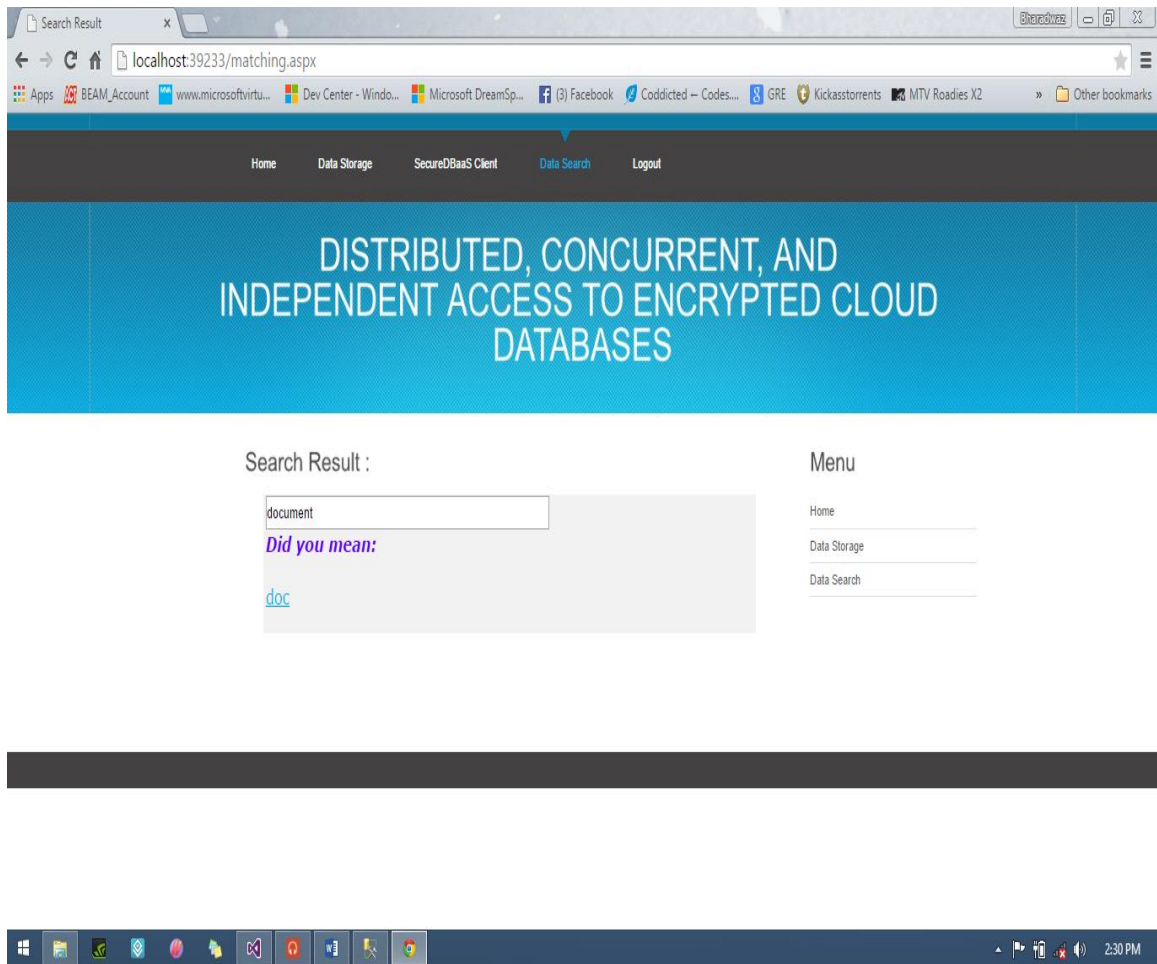 Search Result
Bharadwaz
localhost:39233/matching.aspx
Apps BEAM_Account www.microsoftvirtu... Dev Center - Windo... Microsoft DreamSp... (3) Facebook Coddicted — Codes.... GRE Kickasstorrents MTV Roadies X2 » Other bookmarks
Home Data Storage SecureDBaaS Client Data Search Logout
DISTRIBUTED, CONCURRENT, AND
INDEPENDENT ACCESS TO ENCRYPTED CLOUD
DATABASES
Search Result :
document
Did you mean:
doc
Menu
Home
Data Storage
Data Search
2:30 PM